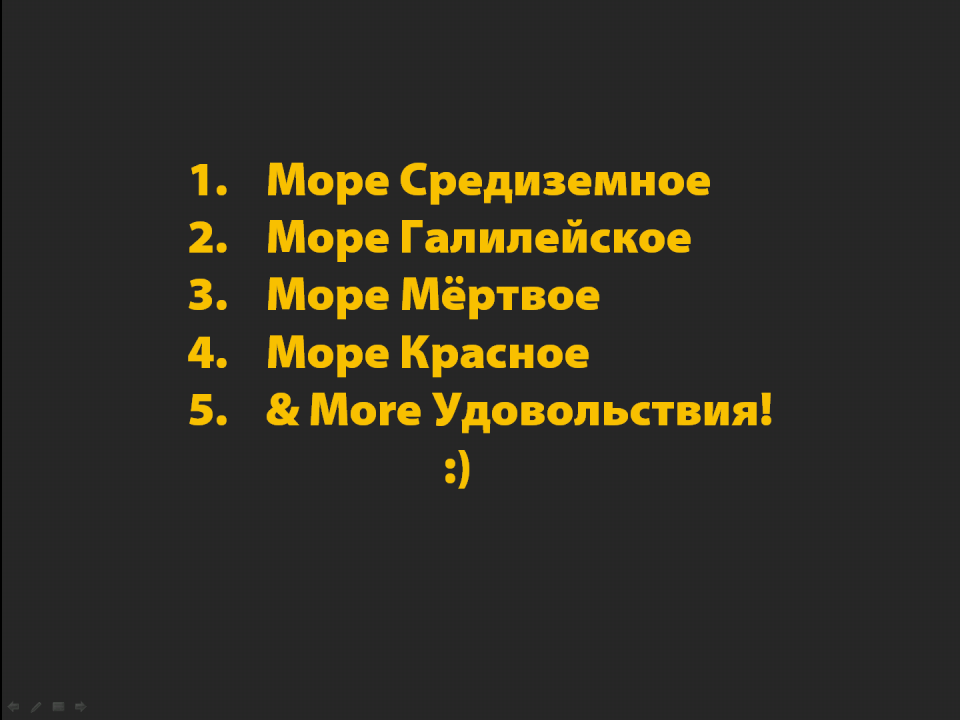 1. Море Средиземное
2. Море Галилейское
3. Море Мёртвое
4. Море Красное
5. & More Удовольствия!
:)